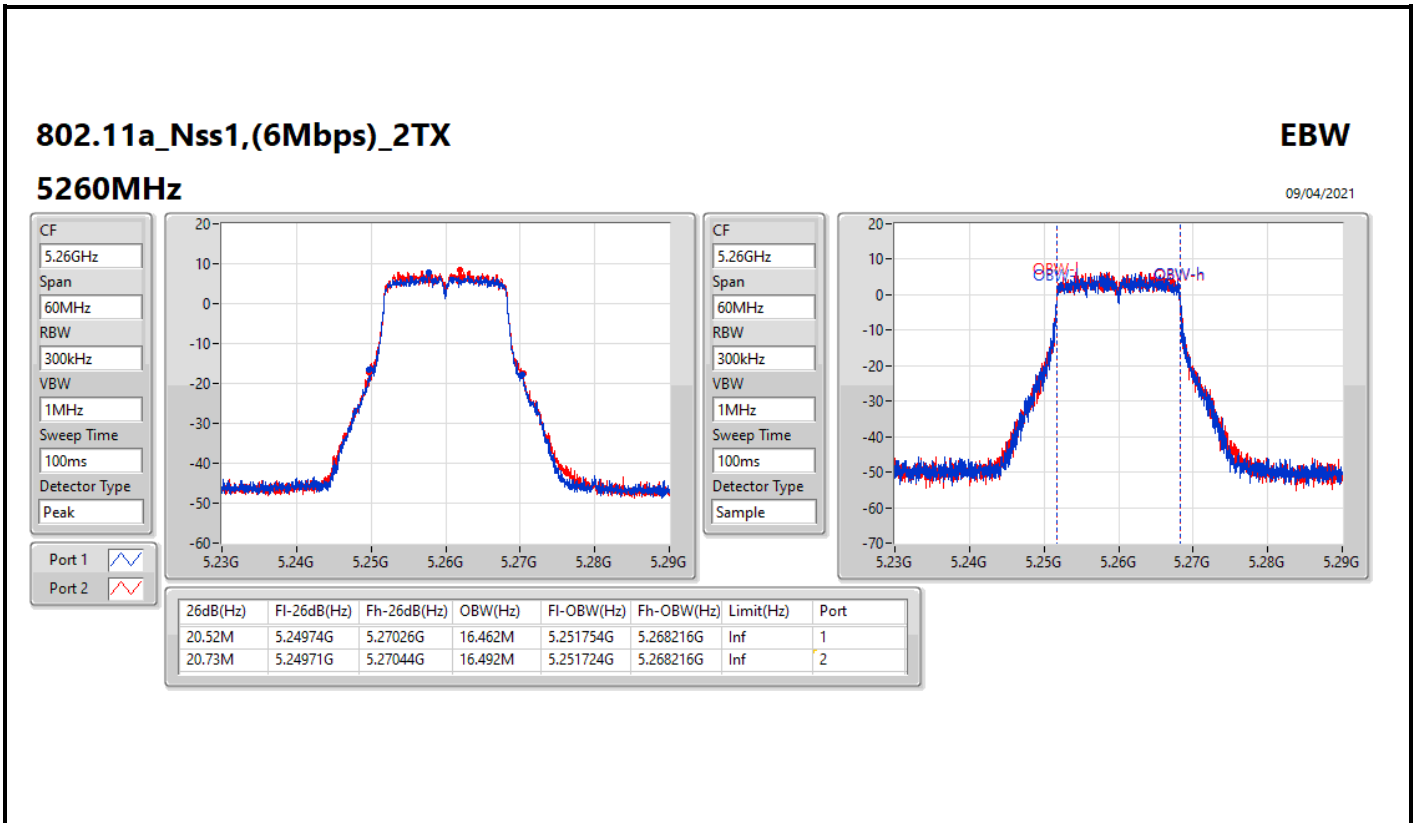 802.11a_Nss1,(6Mbps)_2TX
EBW
5260MHz
09/04/2021
CF
5.26GHz
Span
60MHz
RBW
300kHz
VBW
1MHz
Sweep Time
100ms
Detector Type
Peak
Port 1
Port 2
20
10
0
-10
-20
-30
-40
-50
-60
5.23G 5.24G 5.25G 5.26G 5.27G 5.28G 5.29G
CF
5.26GHz
Span
60MHz
RBW
300kHz
VBW
1MHz
Sweep Time
100ms
Detector Type
Sample
20
10
0
-10
-20
-30
-40
-50
-60
-70
OBW-l
OBW-l
OBW-h
5.23G 5.24G 5.25G 5.26G 5.27G 5.28G 5.29G
26dB(Hz) Fl-26dB(Hz) Fh-26dB(Hz) OBW(Hz) Fl-OBW(Hz) Fh-OBW(Hz) Limit(Hz) Port
20.52M 5.24974G 5.27026G 16.462M 5.251754G 5.268216G Inf 1
20.73M 5.24971G 5.27044G 16.492M 5.251724G 5.268216G Inf 2